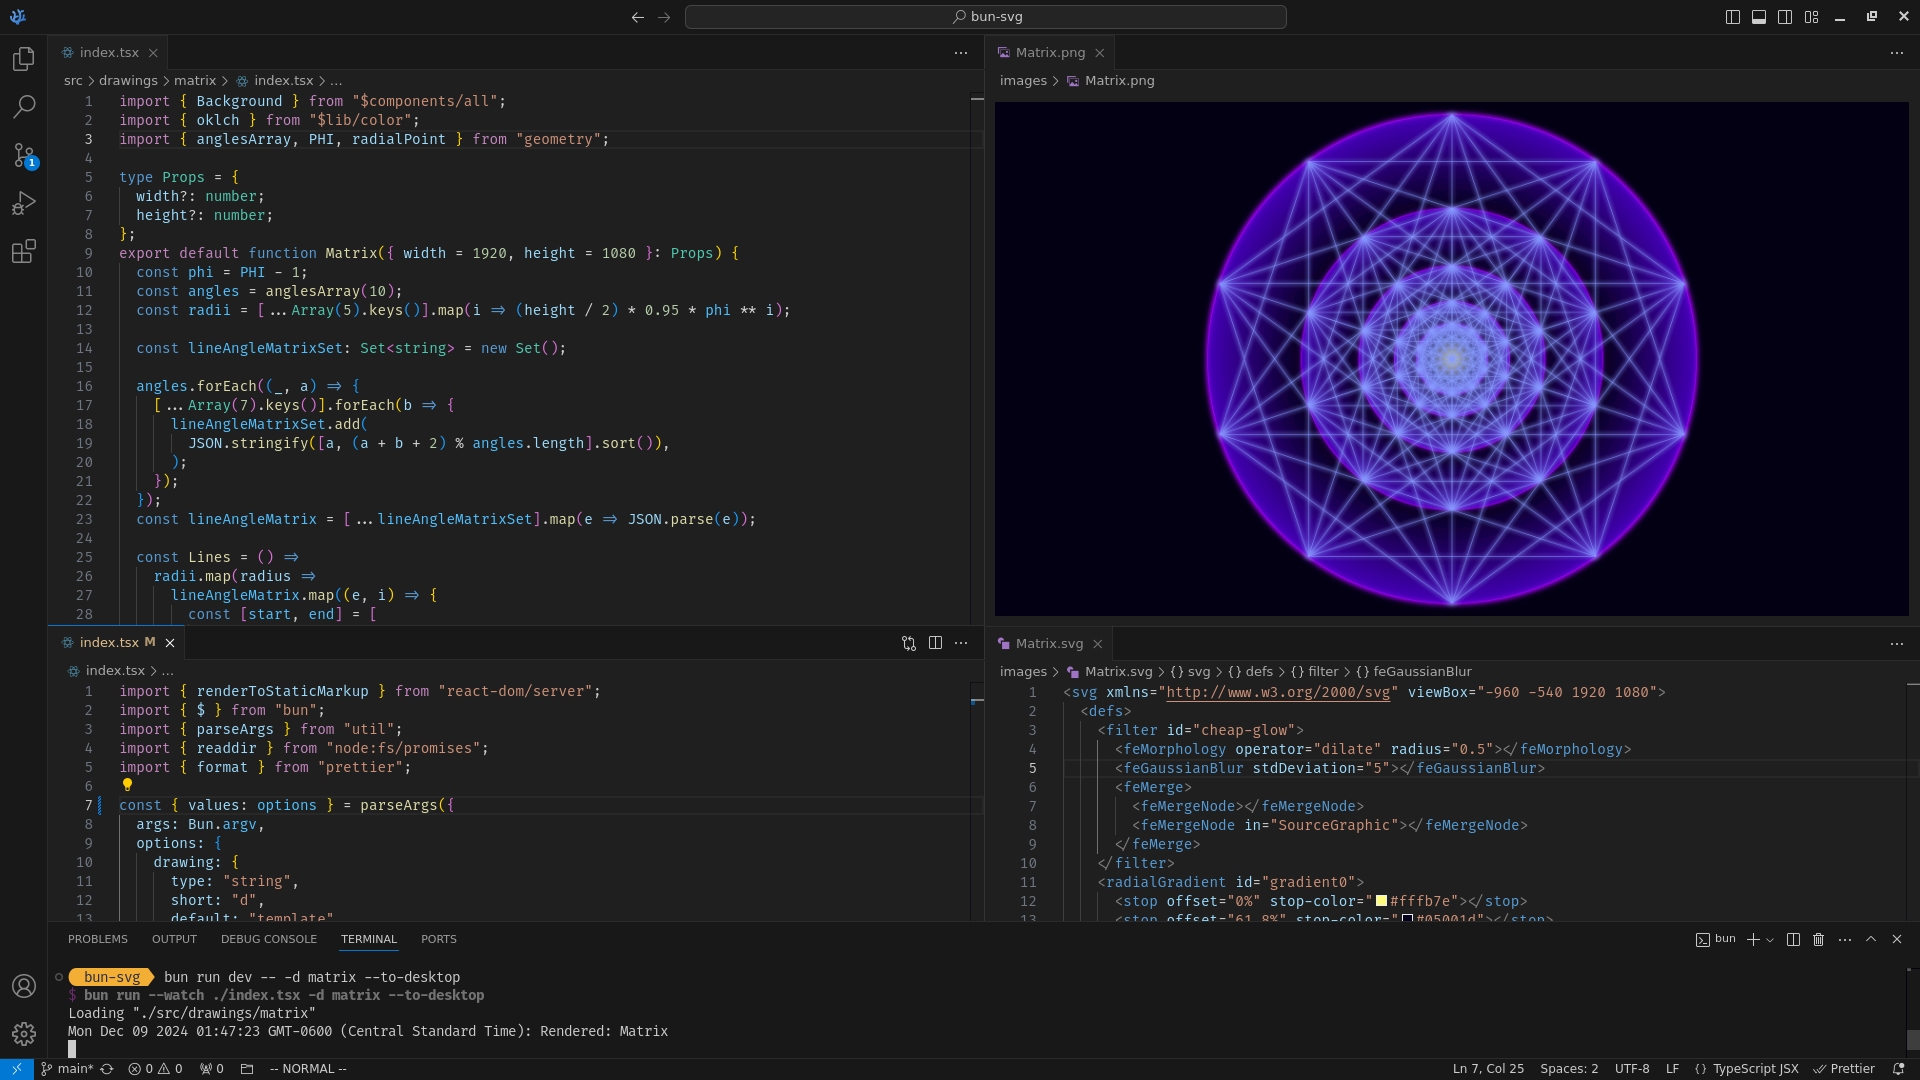 bun-svg
index.tsx
src > drawings > matrix > index.tsx > ...
1 import { Background } from "$components/all";
2 import { oklch } from "$lib/color";
3 import { anglesArray, PHI, radialPoint } from "geometry";
4
5 type Props = {
6 width?: number;
7 height?: number;
8 };
9 export default function Matrix({ width = 1920, height = 1080 }: Props) {
10 const phi = PHI - 1;
11 const angles = anglesArray(10);
12 const radii = [...Array(5).keys()].map(i => (height / 2) * 0.95 * phi ** i);
13
14 const lineAngleMatrixSet: Set<string> = new Set();
15
16 angles.forEach((_, a) => {
17 [...Array(7).keys()].forEach(b => {
18 lineAngleMatrixSet.add(
19 JSON.stringify([a, (a + b + 2) % angles.length].sort()),
20 );
21 });
22 });
23 const lineAngleMatrix = [...lineAngleMatrixSet].map(e => JSON.parse(e));
24
25 const Lines = () =>
26 radii.map(radius =>
27 lineAngleMatrix.map((e, i) => {
28 const [start, end] = [
Matrix.png
images > Matrix.png
index.tsx M
index.tsx > ...
1 import { renderToStaticMarkup } from "react-dom/server";
2 import { $ } from "bun";
3 import { parseArgs } from "util";
4 import { readdir } from "node:fs/promises";
5 import { format } from "prettier";
6
7 const { values: options } = parseArgs({
8 args: Bun.argv,
9 options: {
10 drawing: {
11 type: "string",
12 short: "d",
13 default: "template"
Matrix.svg
images > Matrix.svg > {} svg > {} defs > {} filter > {} feGaussianBlur
1 <svg xmlns="http://www.w3.org/2000/svg" viewBox="-960 -540 1920 1080">
2 <defs>
3 <filter id="cheap-glow">
4 <feMorphology operator="dilate" radius="0.5"></feMorphology>
5 <feGaussianBlur stdDeviation="5"></feGaussianBlur>
6 <feMerge>
7 <feMergeNode></feMergeNode>
8 <feMergeNode in="SourceGraphic"></feMergeNode>
9 </feMerge>
10 </filter>
11 <radialGradient id="gradient0">
12 <stop offset="0%" stop-color="#fffb7e"></stop>
13 <stop offset="61.8%" stop-color="#05001d"></stop>
1
PROBLEMS OUTPUT DEBUG CONSOLE TERMINAL PORTS
bun
bun-svg bun run dev -- -d matrix --to-desktop
$ bun run --watch ./index.tsx -d matrix --to-desktop
Loading "./src/drawings/matrix"
Mon Dec 09 2024 01:47:23 GMT-0600 (Central Standard Time): Rendered: Matrix
main* 0 0 0 -- NORMAL -- Ln 7, Col 25 Spaces: 2 UTF-8 LF {} TypeScript JSX Prettier